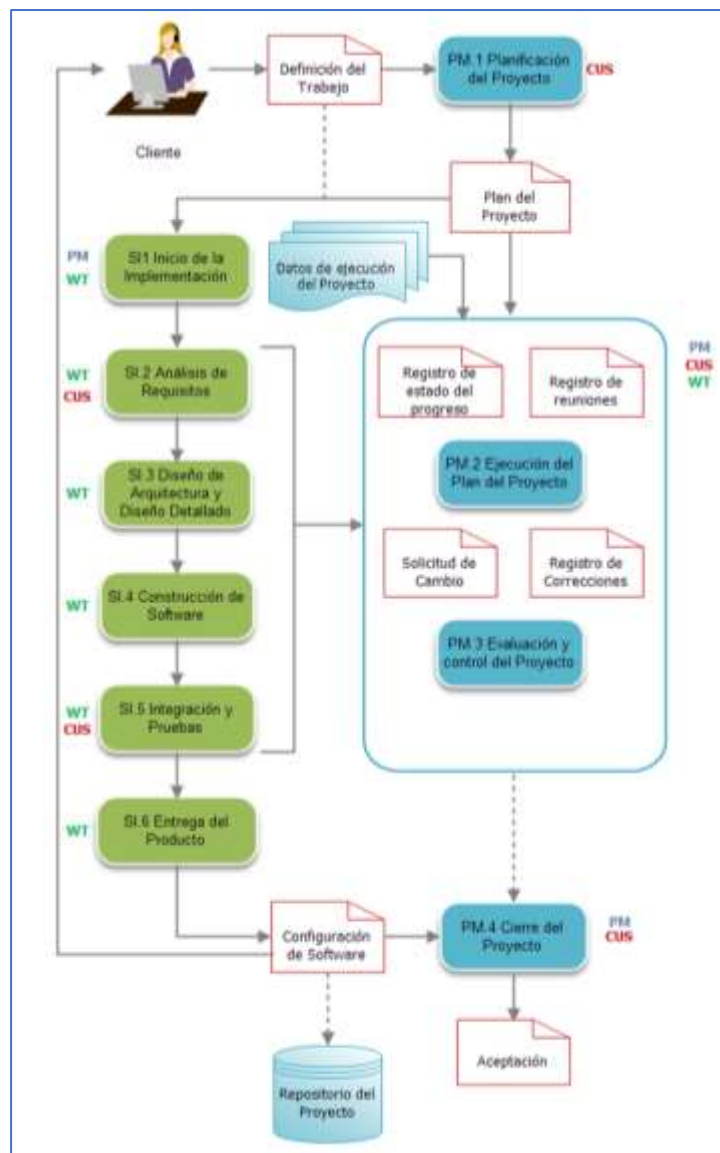 Definición del
Trabajo
PM.1 Planificación
del Proyecto
CUS
Cliente
Plan del
Proyecto
PM
WT
SI1 Inicio de la
Implementación
Datos de ejecución
del Proyecto
WT
CUS
SI.2 Análisis de
Requisitos
Registro de
estado del
progreso
Registro de
reuniones
PM
CUS
WT
WT
SI.3 Diseño de
Arquitectura y
Diseño Detallado
PM.2 Ejecución del
Plan del Proyecto
WT
SI.4 Construcción de
Software
Solicitud de
Cambio
Registro de
Correcciones
PM.3 Evaluación y
control del Proyecto
WT
CUS
SI.5 Integración y
Pruebas
WT
SI.6 Entrega del
Producto
Configuración
de Software
PM.4 Cierre del
Proyecto
PM
CUS
Aceptación
Repositorio del
Proyecto